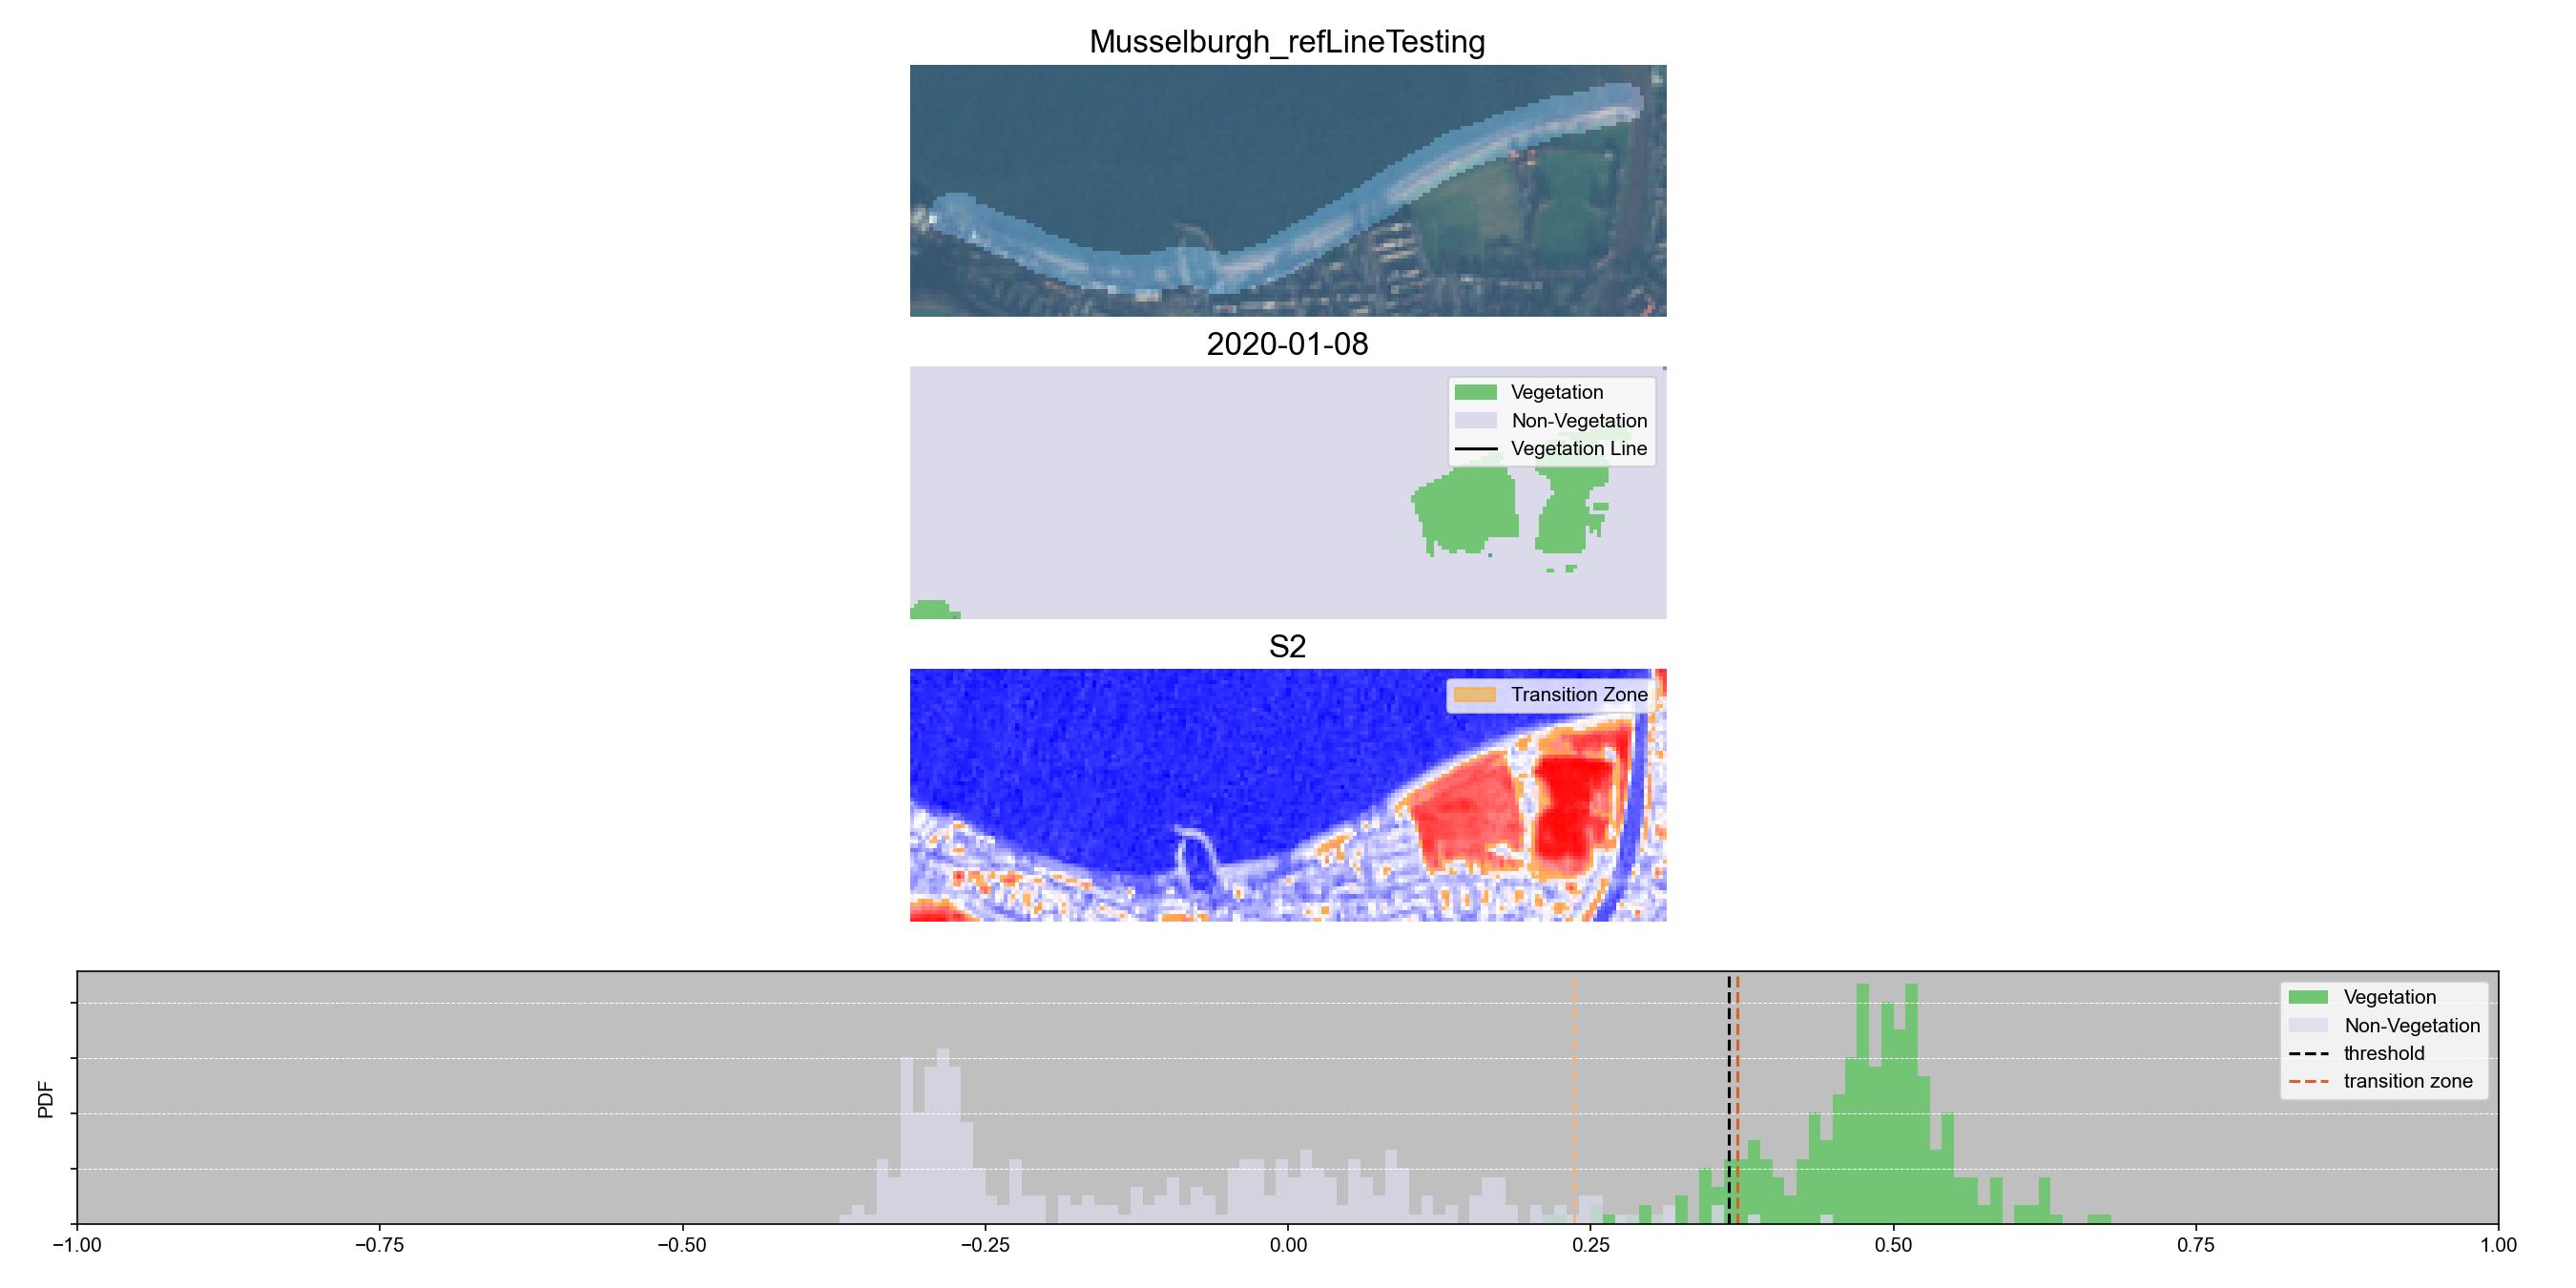 Musselburgh_refLineTesting
2020-01-08
Vegetation
Non-Vegetation
Vegetation Line
S2
Transition Zone
PDF
Vegetation
Non-Vegetation
threshold
transition zone
−1.00 −0.75 −0.50 −0.25 0.00 0.25 0.50 0.75 1.00